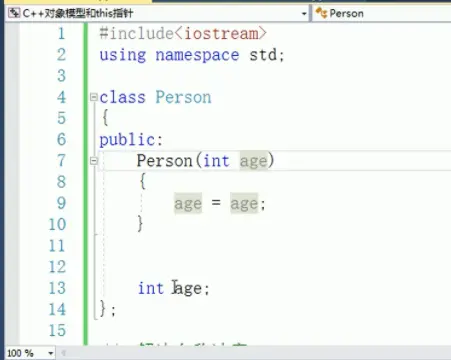 C++对象模型和this指针 Person
1 #include<iostream>
2 using namespace std;
3
4 class Person
5 {
6 public:
7 Person(int age)
8 {
9 age = age;
10 }
11
12
13 int age;
14 };
15
100 %